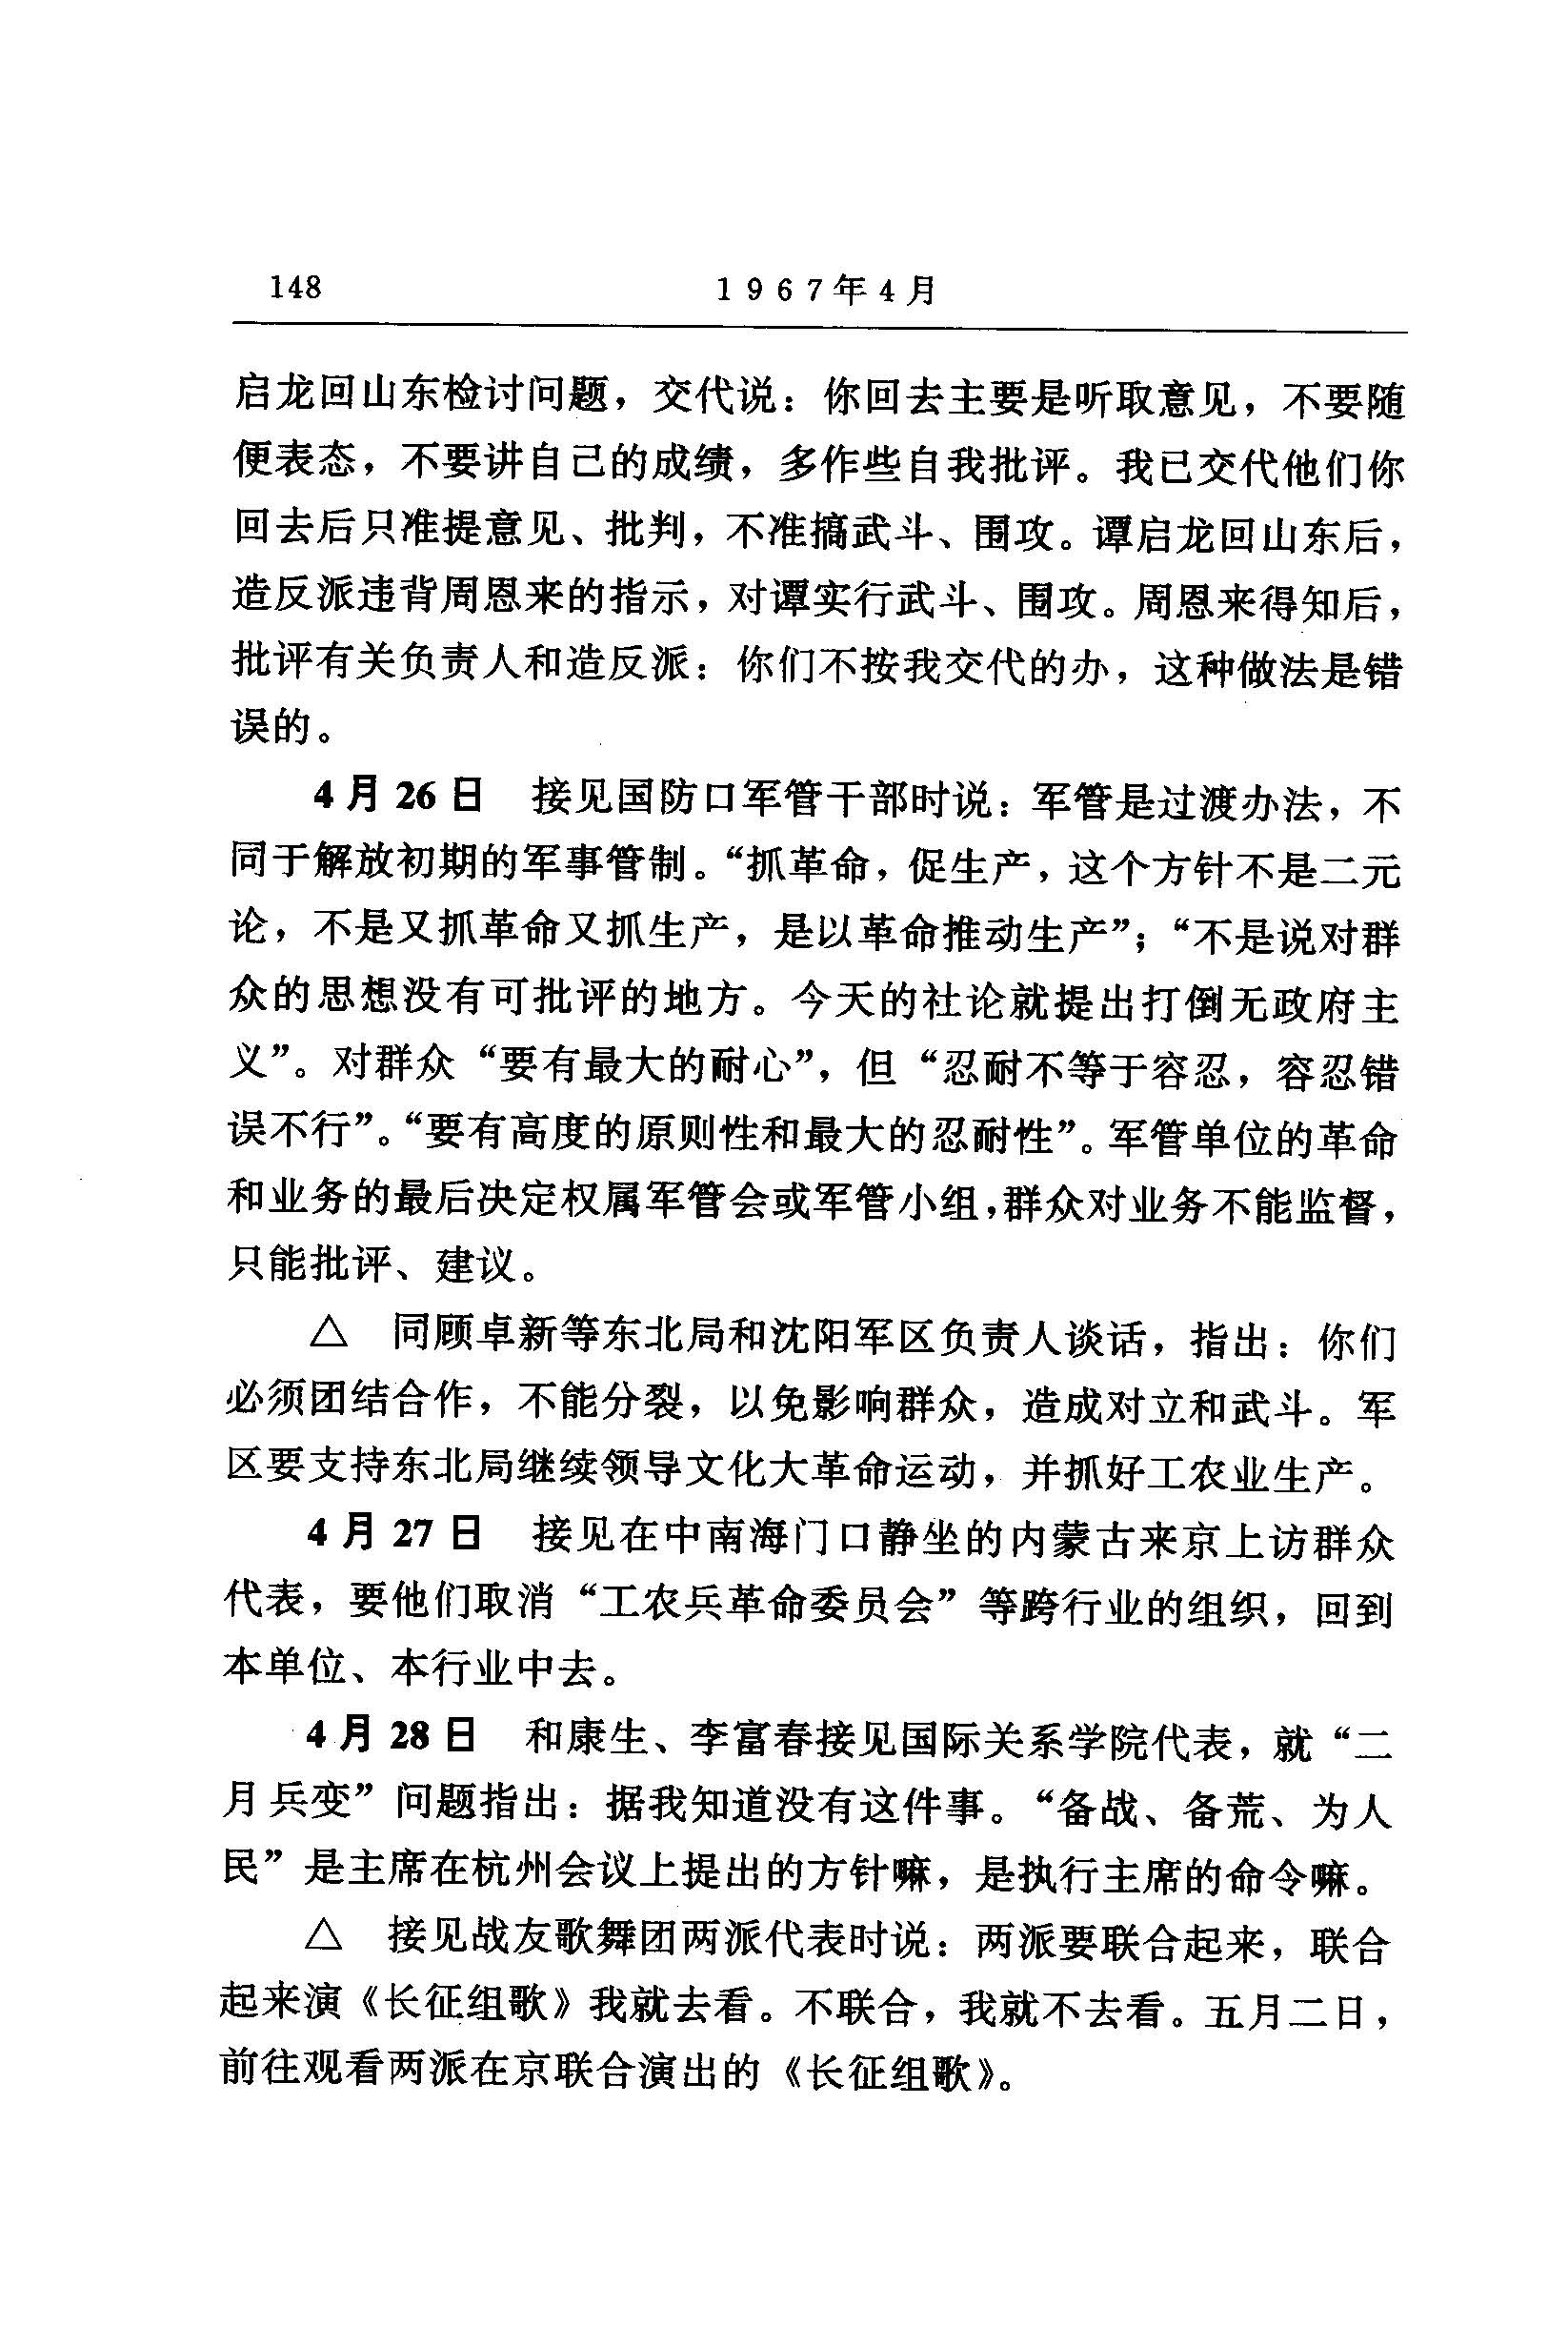 148 1967年4月
启龙回山东检讨问题，交代说：你回去主要是听取意见，不要随
便表态，不要讲自己的成绩，多作些自我批评。我已交代他们你
回去后只准提意见、批判，不准搞武斗、围攻。谭启龙回山东后，
造反派违背周恩来的指示，对谭实行武斗、围攻。周恩来得知后，
批评有关负责人和造反派：你们不按我交代的办，这种做法是错
误的。
4月26日　接见国防口军管干部时说：军管是过渡办法，不
同于解放初期的军事管制。“抓革命，促生产，这个方针不是二元
论，不是又抓革命又抓生产，是以革命推动生产”；“不是说对群
众的思想没有可批评的地方。今天的社论就提出打倒无政府主
义”。对群众“要有最大的耐心”，但“忍耐不等于容忍，容忍错
误不行”。“要有高度的原则性和最大的忍耐性”。军管单位的革命
和业务的最后决定权属军管会或军管小组，群众对业务不能监督，
只能批评、建议。
△　同顾卓新等东北局和沈阳军区负责人谈话，指出：你们
必须团结合作，不能分裂，以免影响群众，造成对立和武斗。军
区要支持东北局继续领导文化大革命运动，并抓好工农业生产。
4月27日　接见在中南海门口静坐的内蒙古来京上访群众
代表，要他们取消“工农兵革命委员会”等跨行业的组织，回到
本单位、本行业中去。
4月28日　和康生、李富春接见国际关系学院代表，就“二
月兵变”问题指出：据我知道没有这件事。“备战、备荒、为人
民”是主席在杭州会议上提出的方针嘛，是执行主席的命令嘛。
△　接见战友歌舞团两派代表时说：两派要联合起来，联合
起来演《长征组歌》我就去看。不联合，我就不去看。五月二日，
前往观看两派在京联合演出的《长征组歌》。